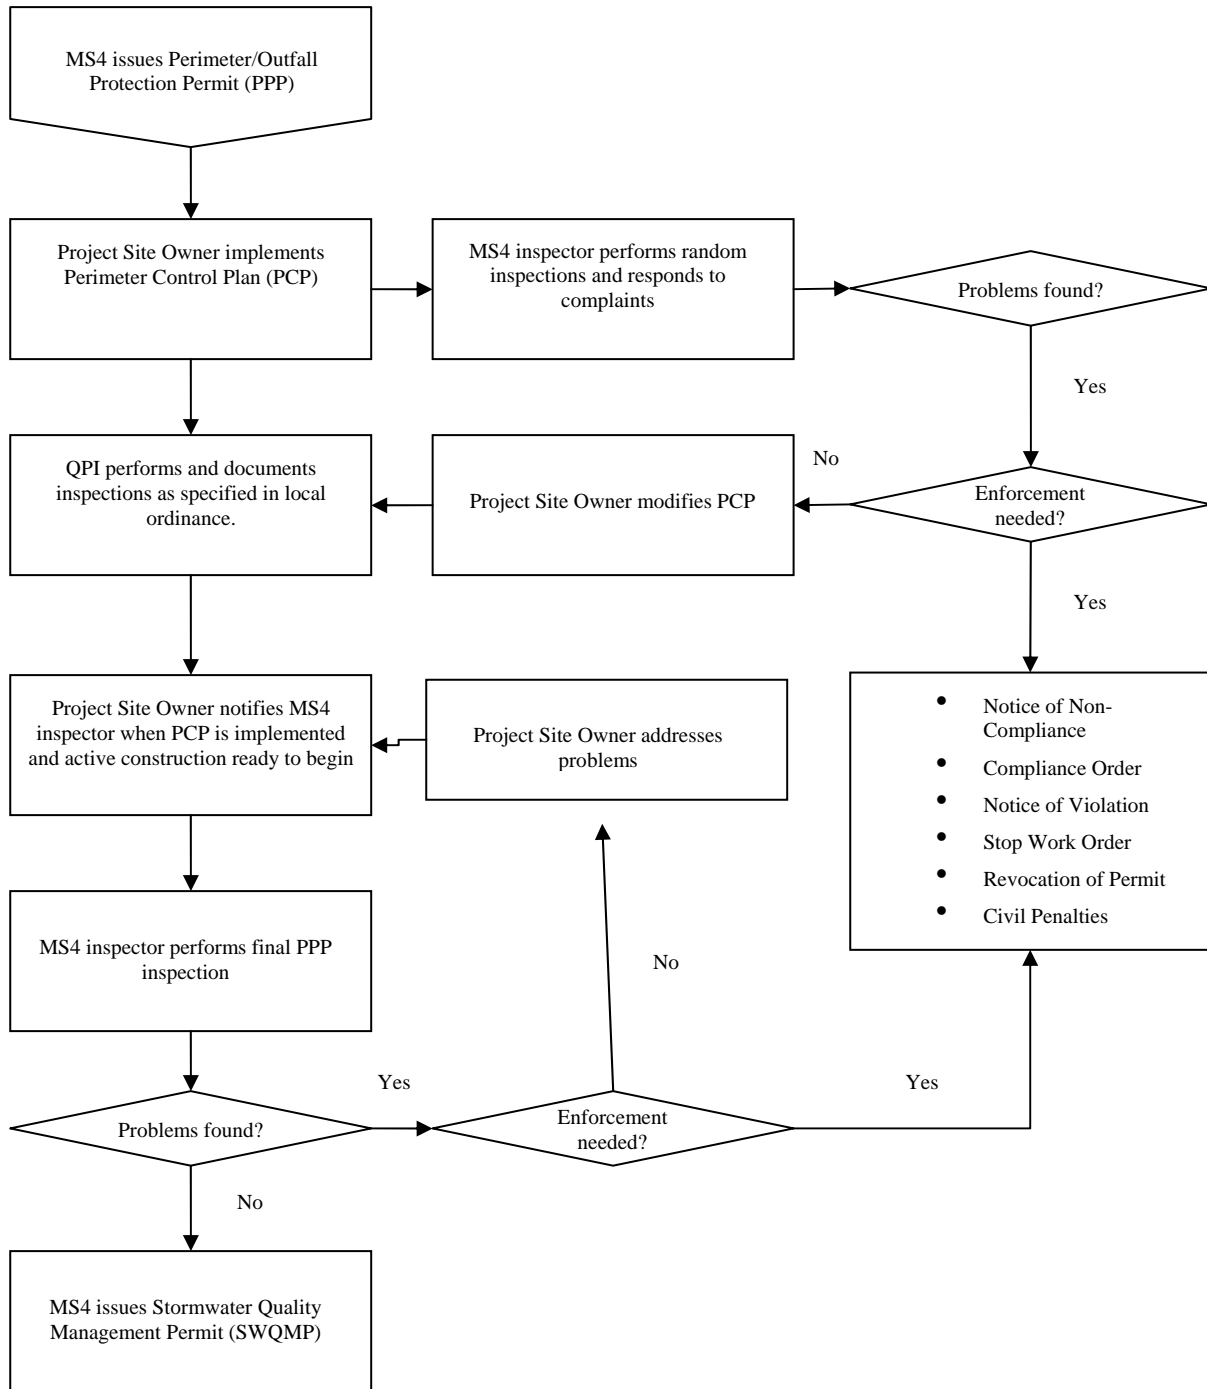 MS4 issues Perimeter/Outfall
Protection Permit (PPP)
Project Site Owner implements
Perimeter Control Plan (PCP)
MS4 inspector performs random
inspections and responds to
complaints
Problems found?
Yes
QPI performs and documents
inspections as specified in local
ordinance.
Project Site Owner modifies PCP
No
Enforcement
needed?
Yes
Project Site Owner notifies MS4
inspector when PCP is implemented
and active construction ready to begin
Project Site Owner addresses
problems
• Notice of Non-
Compliance
• Compliance Order
• Notice of Violation
• Stop Work Order
• Revocation of Permit
• Civil Penalties
MS4 inspector performs final PPP
inspection
No
Problems found?
Yes
Enforcement
needed?
Yes
No
MS4 issues Stormwater Quality
Management Permit (SWQMP)